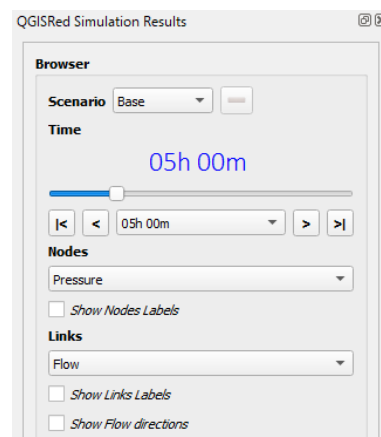 QGISRed Simulation Results
Browser
Scenario Base
Time
05h 00m
|< < 05h 00m > >|
Nodes
Pressure
Show Nodes Labels
Links
Flow
Show Links Labels
Show Flow directions